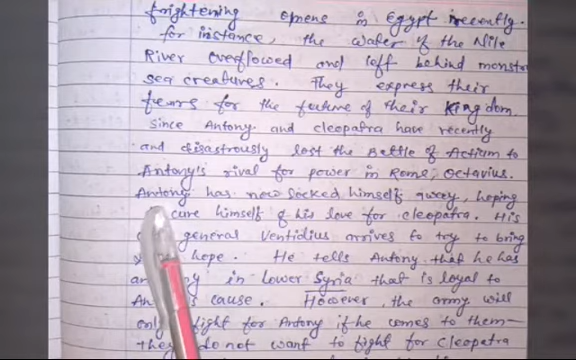 frightening omens in Egypt recently.
for instance, the water of the Nile
River overflowed and left behind monstr
sea creatures. They express their
fears for the future of their kingdom.
since Antony and cleopatra have recently
and disastrously lost the Battle of Actium to
Antony's rival for power in Rome, Octavius.
Antony has now himself away, hoping
cure himself of his love for cleopatra. His
general Ventidius arrives to try to bring
hope. He tells Antony that he has
an in Lower Syria that is loyal to
cause. However, the army will
only fight for Antony if he comes to them-
they do not want to fight for Cleopatra